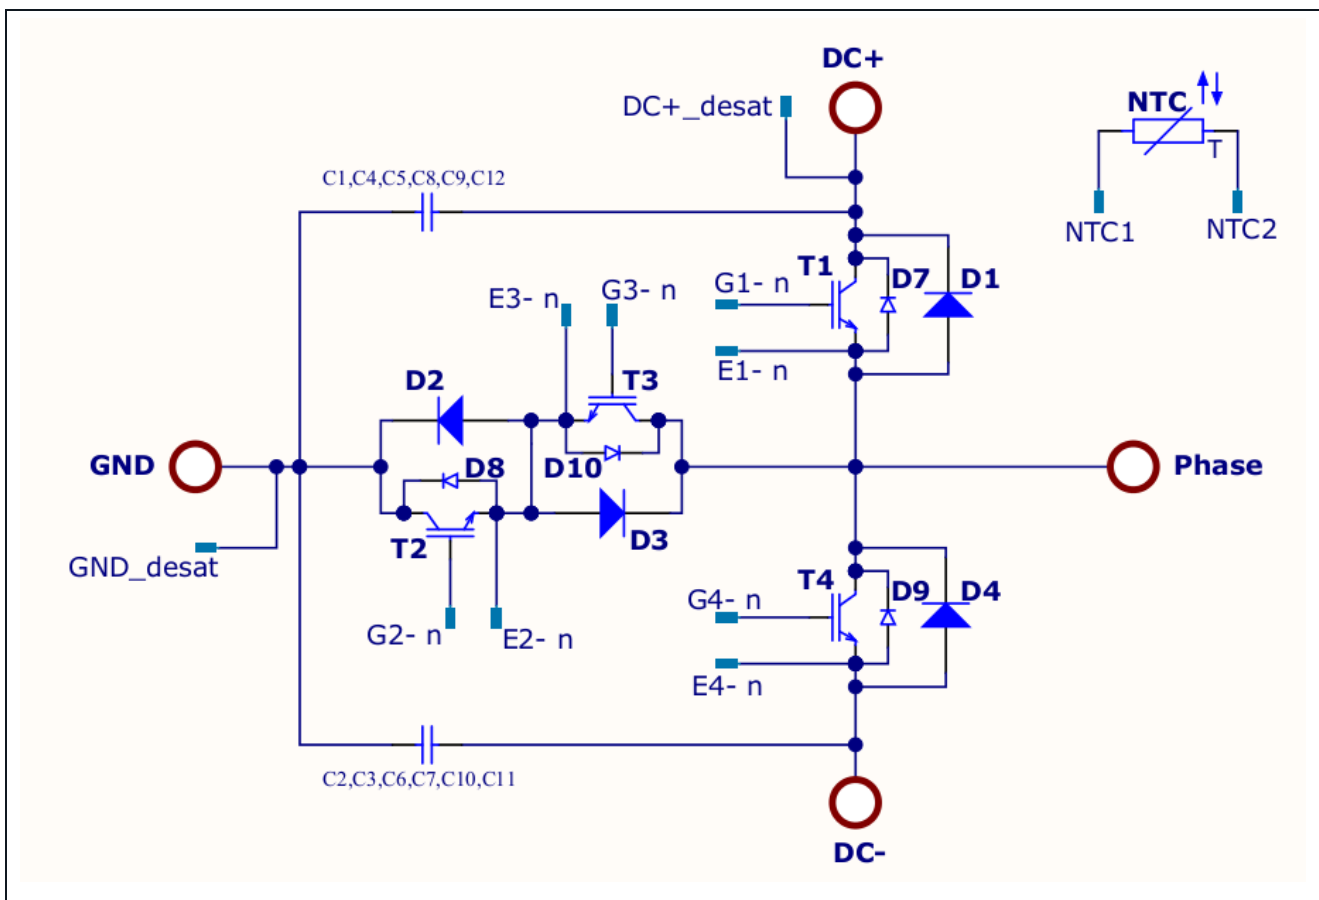 DC+
DC+_desat
NTC
T
NTC1
NTC2
C1,C4,C5,C8,C9,C12
T1
D7
D1
G1- n
E3- n
G3- n
E1- n
D2
T3
GND
D8
D10
Phase
T2
D3
GND_desat
T4
D9
D4
G4- n
G2- n
E2- n
E4- n
C2,C3,C6,C7,C10,C11
DC-